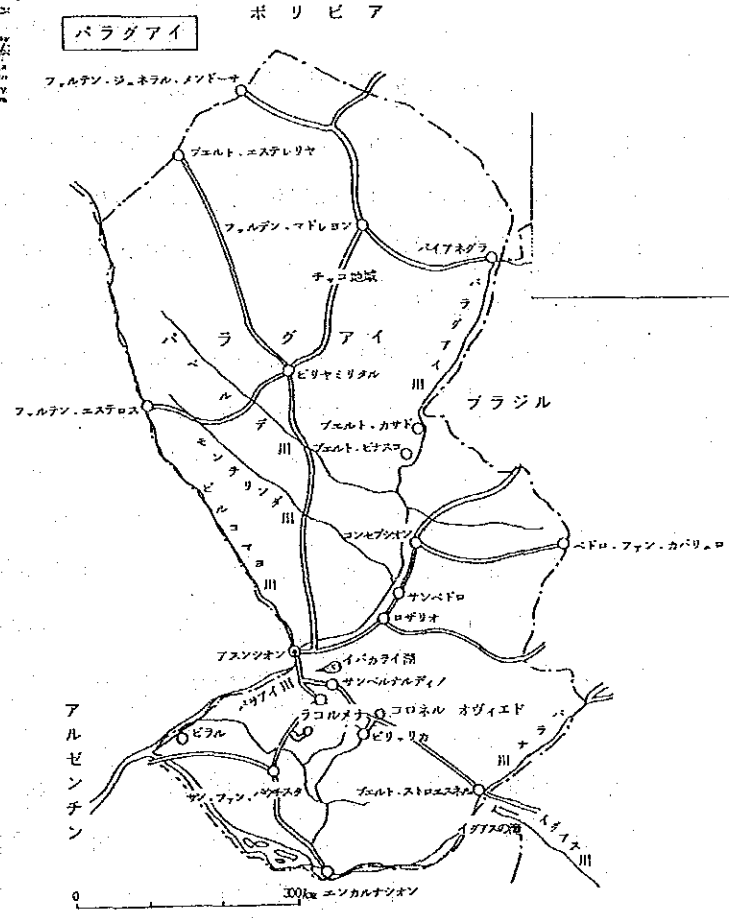 ボリビア
パラグアイ
フォルテン・ジェネラル・メンドーサ
プエルト・エステレリヤ
フォルデン・マドレヨン
バイアネグラ
チャコ地域
パラグアイ川
パラグアイ
ビリヤミリタル
ブラジル
フォルテン・エステロス
プエルト・カサド
プエルト・ピナスコ
ベルデ川
モンテリンド川
ピルコマヨ川
コンセプシオン
ペドロ・ファン・カバリェロ
サンペドロ
ロザリオ
アスンシオン
イパカライ湖
サンベルナルディノ
パラグアイ川
ラコルメナ
コロネル オヴィエド
ピラル
ビリャリカ
パラナ川
アルゼンチン
サン・ファン・バウチスタ
プエルト・ストロエスネル
イグアスの滝
イグアス川
エンカルナシオン
0 300km